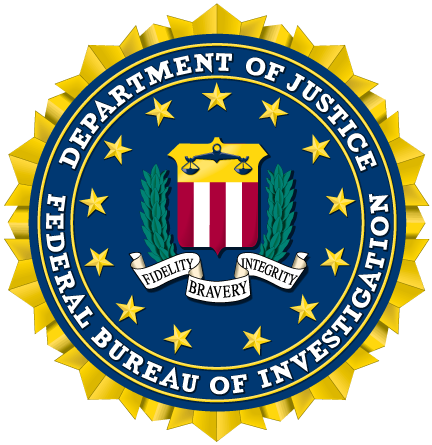 DEPARTMENT OF JUSTICE
FIDELITY
BRAVERY
INTEGRITY
FEDERAL BUREAU OF INVESTIGATION